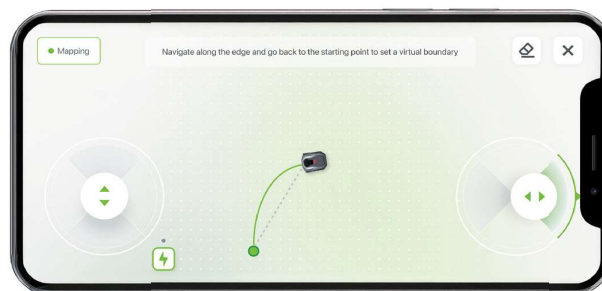 Mapping
Navigate along the edge and go back to the starting point to set a virtual boundary